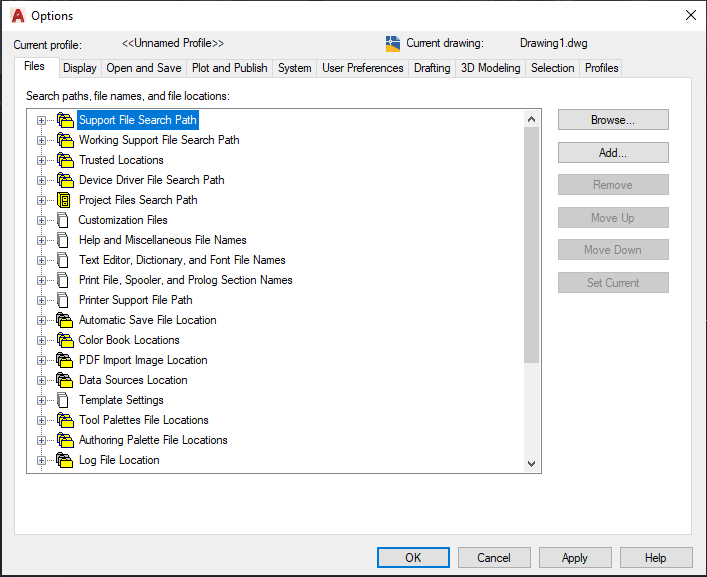 Options
Current profile: <<Unnamed Profile>> Current drawing: Drawing1.dwg
Files Display Open and Save Plot and Publish System User Preferences Drafting 3D Modeling Selection Profiles
Search paths, file names, and file locations:
Support File Search Path
Working Support File Search Path
Trusted Locations
Device Driver File Search Path
Project Files Search Path
Customization Files
Help and Miscellaneous File Names
Text Editor, Dictionary, and Font File Names
Print File, Spooler, and Prolog Section Names
Printer Support File Path
Automatic Save File Location
Color Book Locations
PDF Import Image Location
Data Sources Location
Template Settings
Tool Palettes File Locations
Authoring Palette File Locations
Log File Location
Browse...
Add...
Remove
Move Up
Move Down
Set Current
OK Cancel Apply Help